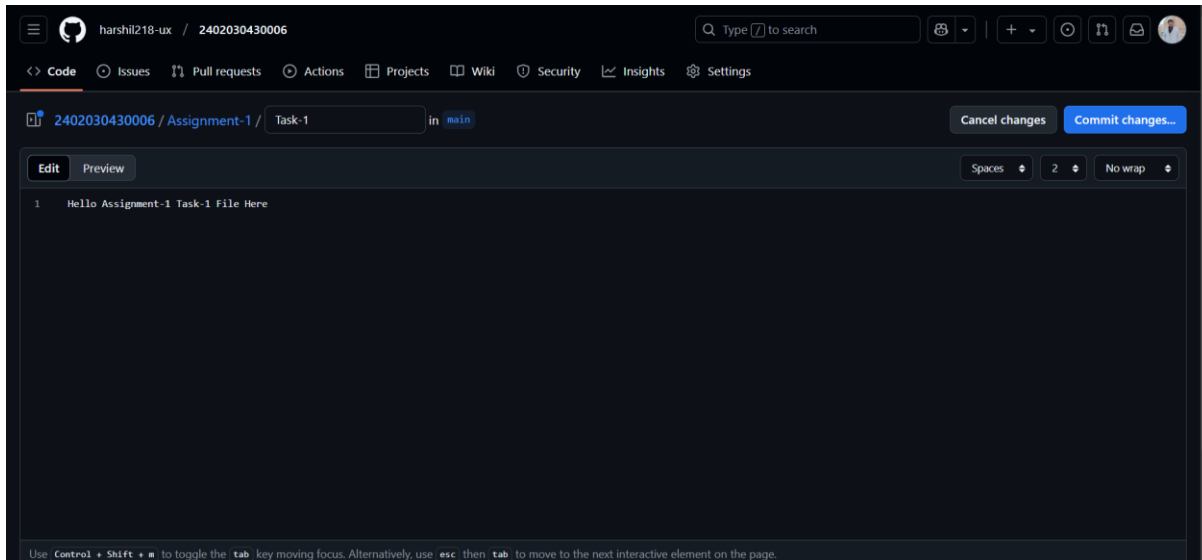 harshil218-ux / 2402030430006
Type / to search
<> Code Issues Pull requests Actions Projects Wiki Security Insights Settings
2402030430006 / Assignment-1 / Task-1 in main Cancel changes Commit changes...
Edit Preview Spaces 2 No wrap
1 Hello Assignment-1 Task-1 File Here
Use Control + Shift + m to toggle the tab key moving focus. Alternatively, use esc then tab to move to the next interactive element on the page.